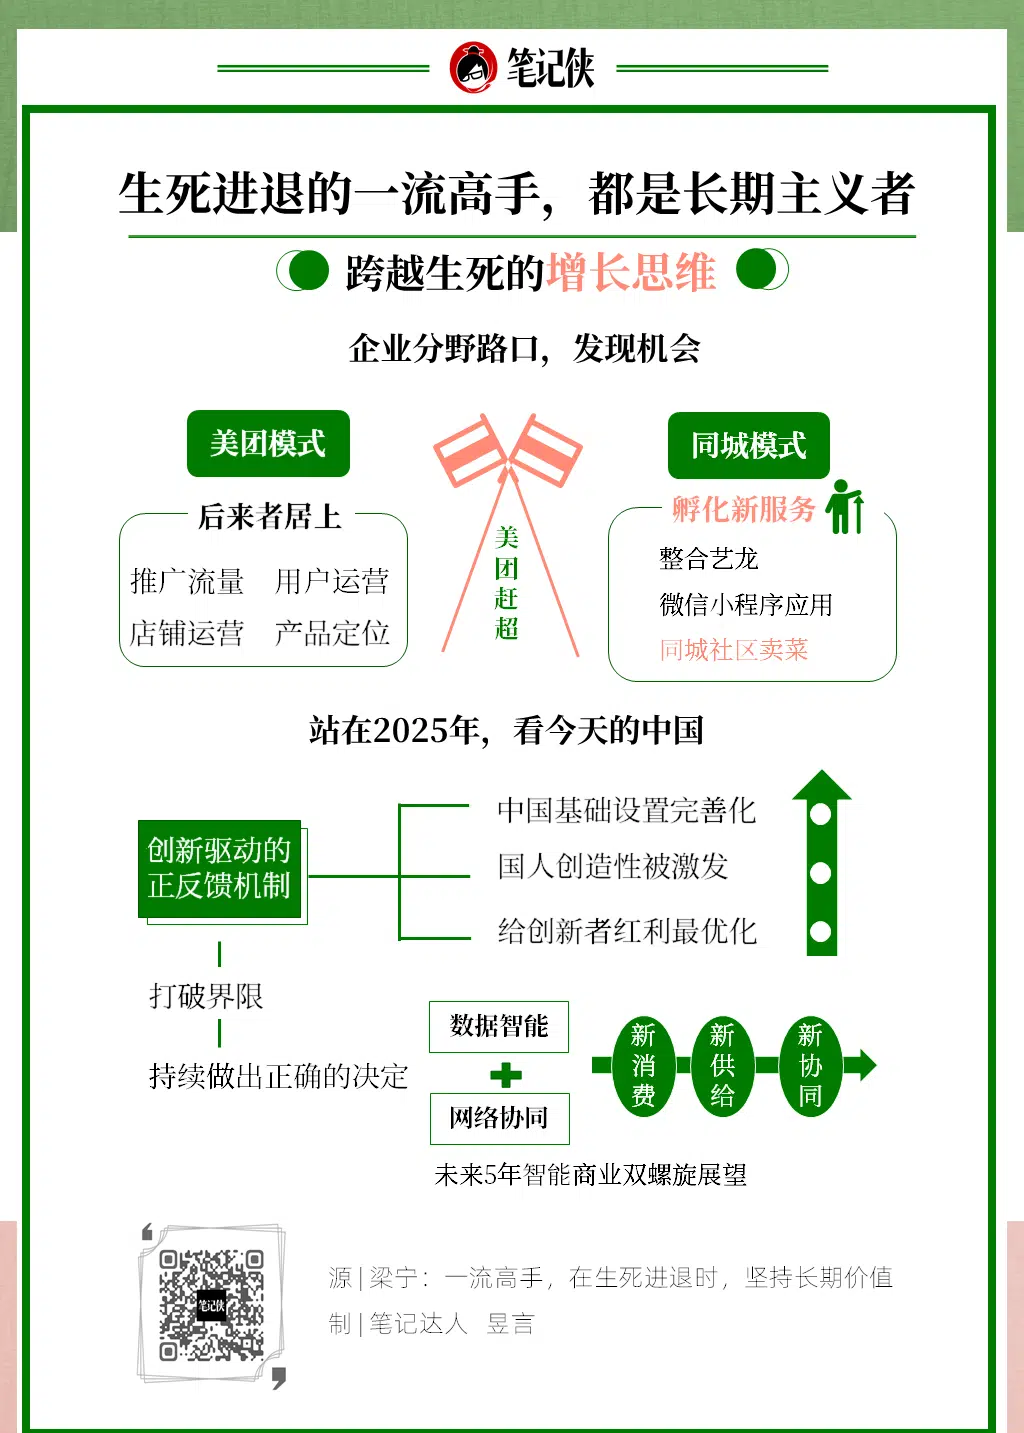 笔记侠
生死进退的一流高手，都是长期主义者
跨越生死的增长思维
企业分野路口，发现机会
美团模式
后来者居上
推广流量 用户运营
店铺运营 产品定位
美团赶超
同城模式
孵化新服务
整合艺龙
微信小程序应用
同城社区卖菜
站在2025年，看今天的中国
创新驱动的
正反馈机制
中国基础设置完善化
国人创造性被激发
给创新者红利最优化
打破界限
持续做出正确的决定
数据智能
网络协同
新消费
新供给
新协同
未来5年智能商业双螺旋展望
笔记侠
源 | 梁宁：一流高手，在生死进退时，坚持长期价值
制 | 笔记达人 昱言